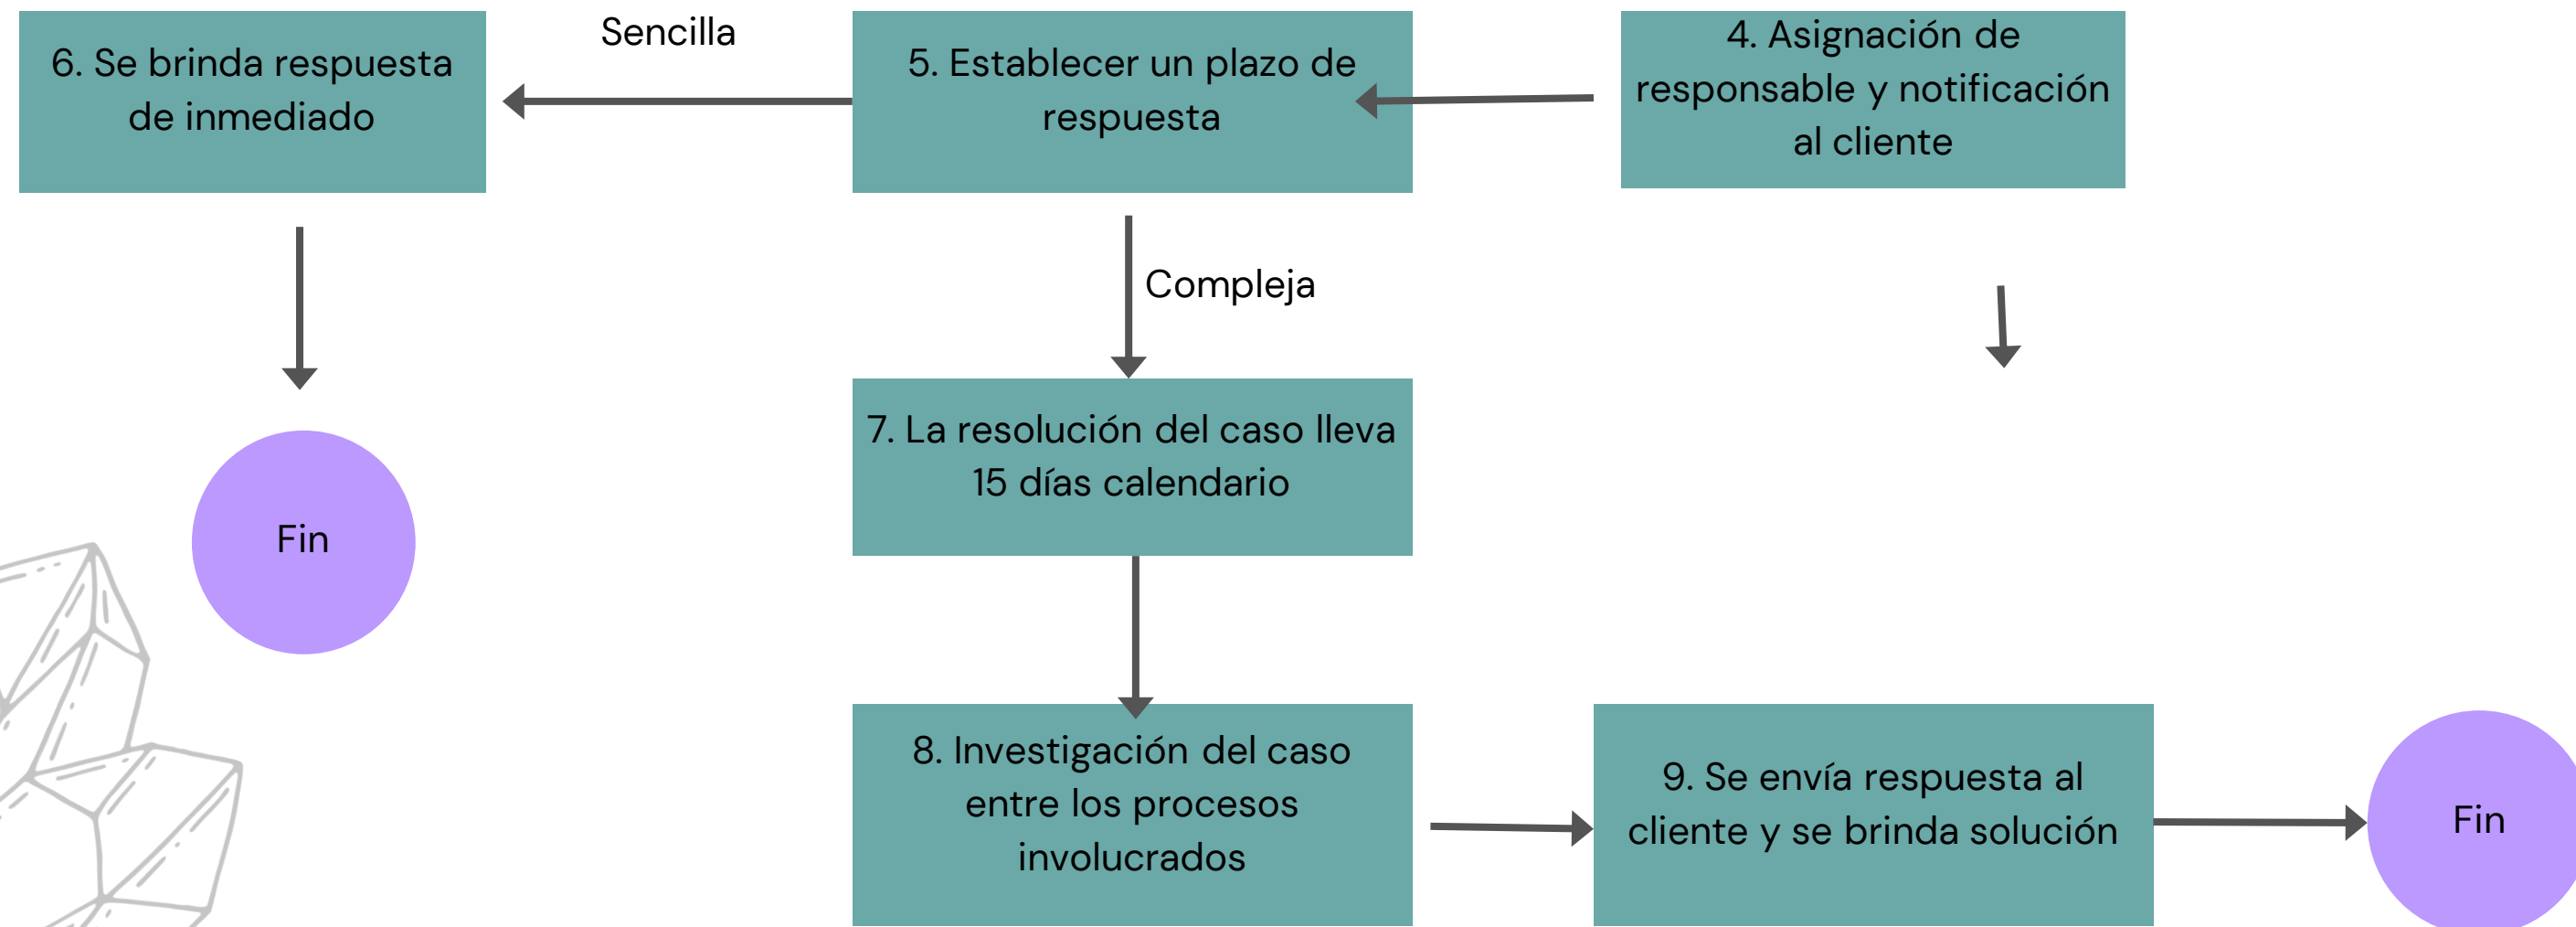 6. Se brinda respuesta
de inmediado
Sencilla
5. Establecer un plazo de
respuesta
4. Asignación de
responsable y notificación
al cliente
Compleja
7. La resolución del caso lleva
15 días calendario
Fin
8. Investigación del caso
entre los procesos
involucrados
9. Se envía respuesta al
cliente y se brinda solución
Fin